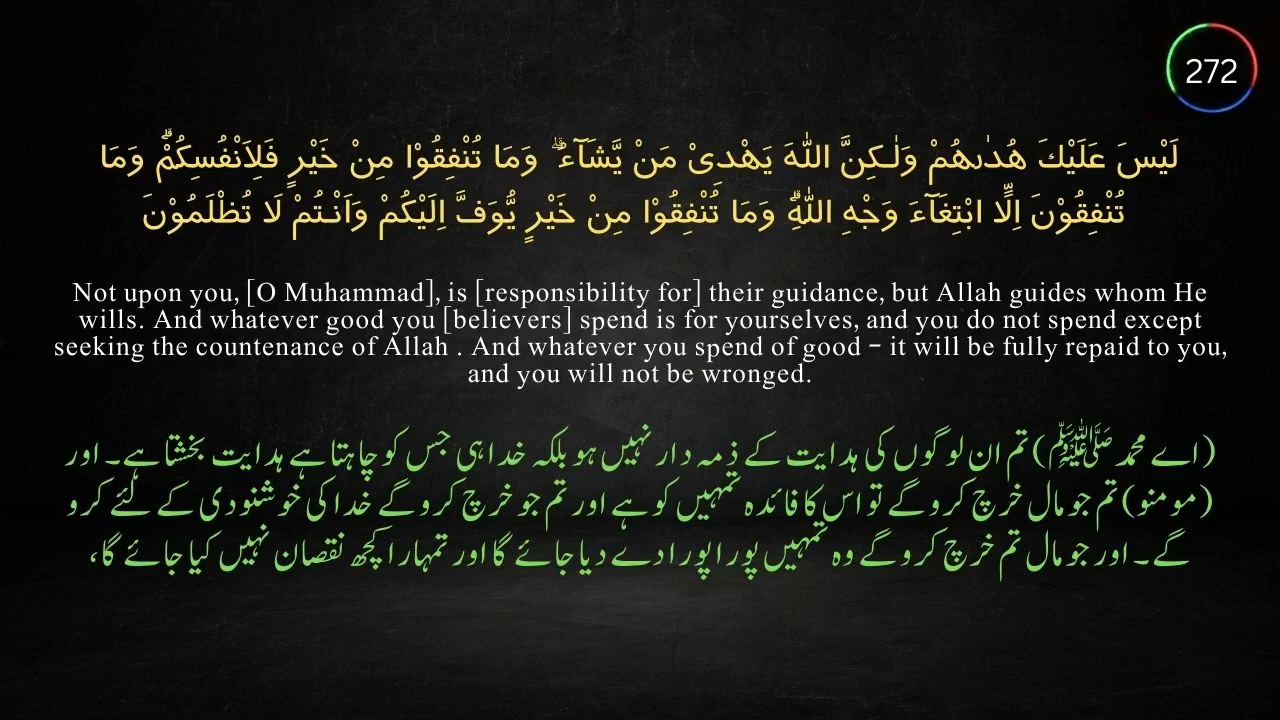 272
لَيْسَ عَلَيْكَ هُدٰٮهُمْ وَلٰـكِنَّ اللّٰهَ يَهْدِىْ مَنْ يَّشَآءُ‌ ؕ وَمَا تُنْفِقُوْا مِنْ خَيْرٍ فَلِاَنْفُسِكُمْ‌ؕ وَمَا
تُنْفِقُوْنَ اِلَّا ابْتِغَآءَ وَجْهِ اللّٰهِ‌ؕ وَمَا تُنْفِقُوْا مِنْ خَيْرٍ يُّوَفَّ اِلَيْكُمْ وَاَنْـتُمْ لَا تُظْلَمُوْنَ
Not upon you, [O Muhammad], is [responsibility for] their guidance, but Allah guides whom He
wills. And whatever good you [believers] spend is for yourselves, and you do not spend except
seeking the countenance of Allah . And whatever you spend of good – it will be fully repaid to you,
and you will not be wronged.
(اے محمد ﷺ) تم ان لوگوں کی ہدایت کے ذمہ دار نہیں ہو بلکہ خدا ہی جس کو چاہتا ہے ہدایت بخشتا ہے۔ اور
(مومنو) تم جو مال خرچ کرو گے تو اس کا فائدہ تمہیں کو ہے اور تم جو خرچ کرو گے خدا کی خوشنودی کے لئے کرو
گے۔ اور جو مال تم خرچ کرو گے وہ تمہیں پورا پورا دے دیا جائے گا اور تمہارا کچھ نقصان نہیں کیا جائے گا،